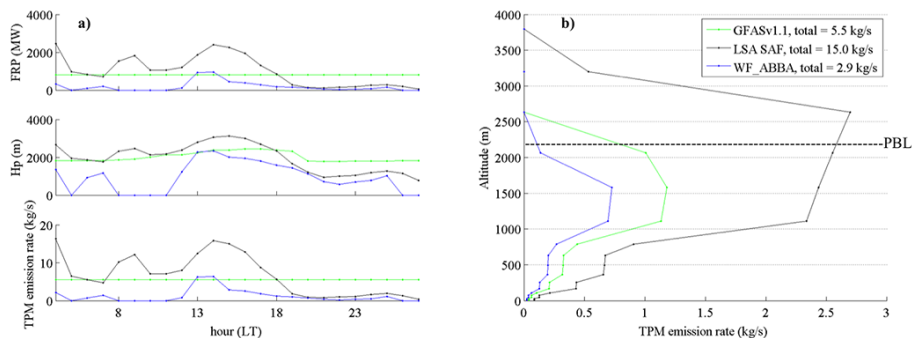 a)
FRP (MW)
4000
2000
0
Hp (m)
4000
2000
0
TPM emission rate (kg/s)
20
10
0
8 13 18 23
hour (LT)
b)
GFASv1.1, total = 5.5 kg/s
LSA SAF, total = 15.0 kg/s
WF_ABBA, total = 2.9 kg/s
PBL
Altitude (m)
4000
3500
3000
2500
2000
1500
1000
500
0
0 0.5 1 1.5 2 2.5 3
TPM emission rate (kg/s)